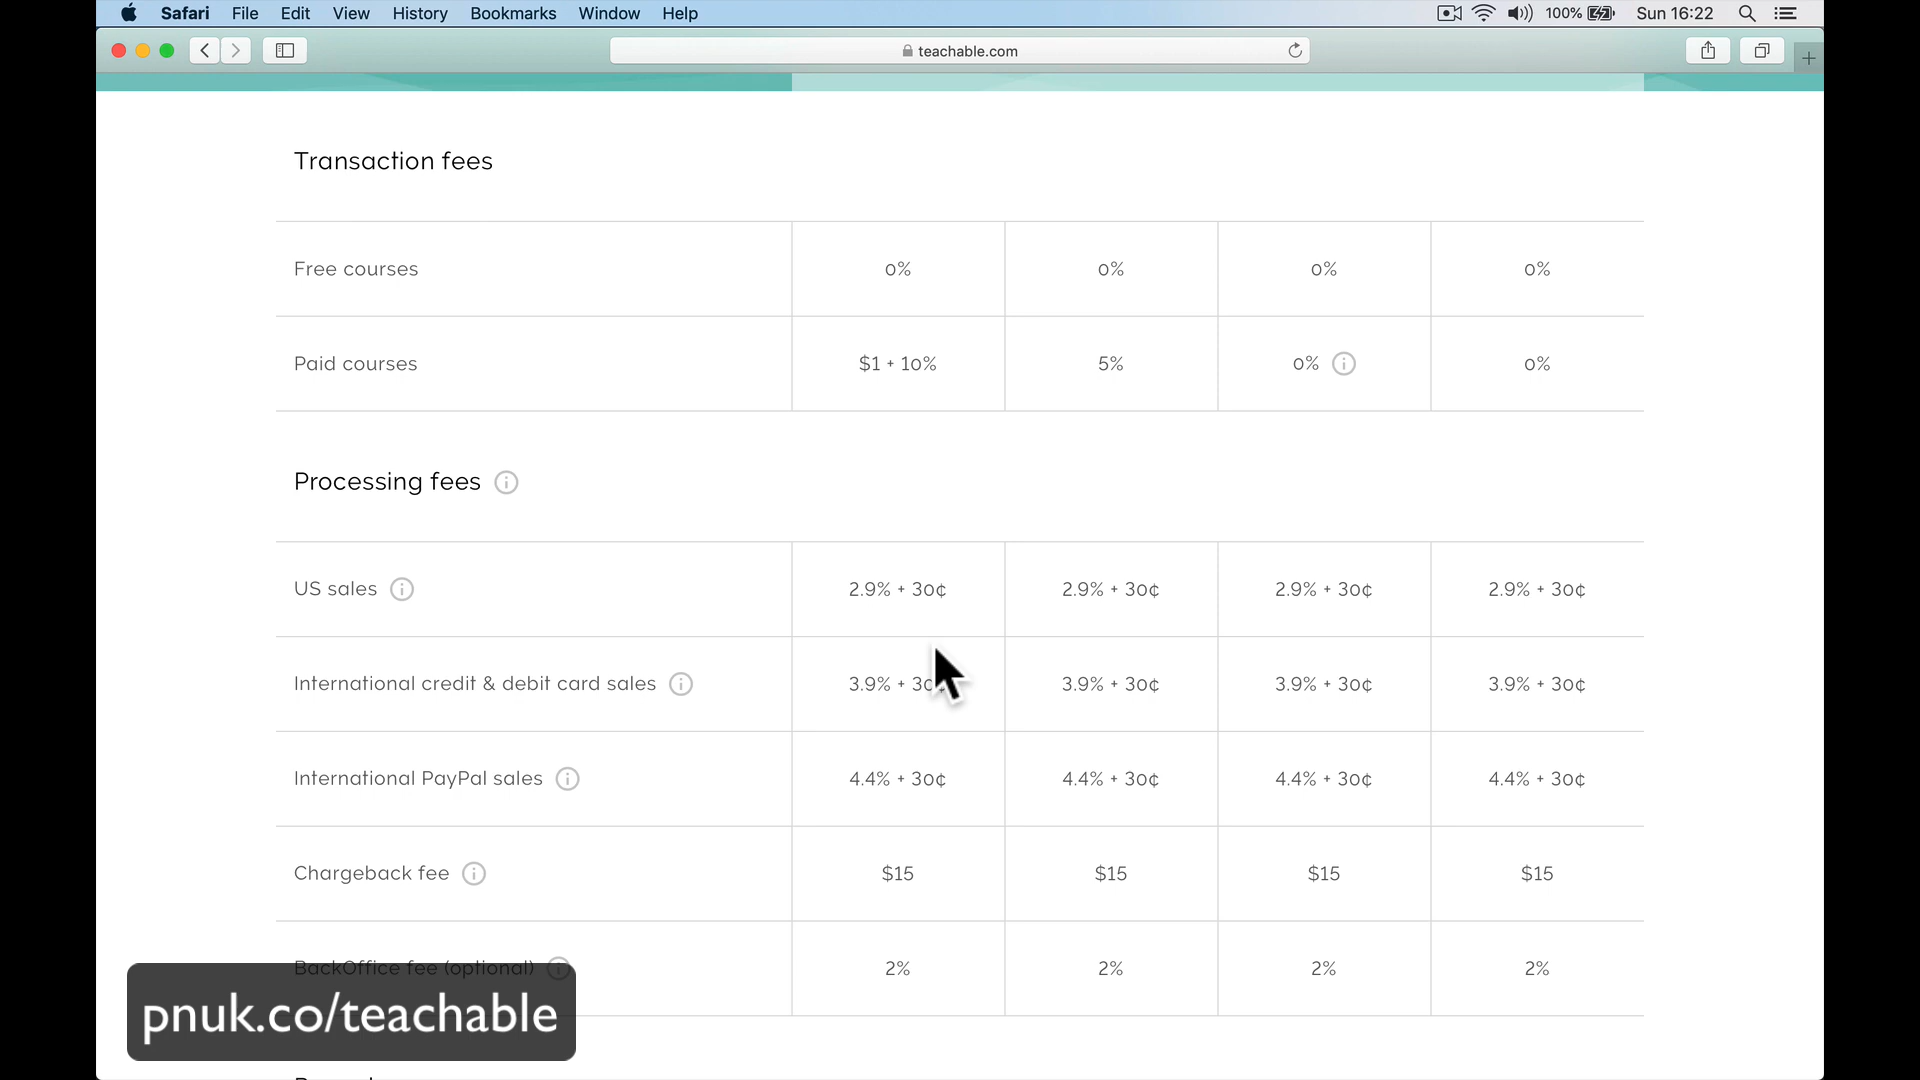 Safari File Edit View History Bookmarks Window Help 100% Sun 16:22
teachable.com
Transaction fees
Free courses 0% 0% 0% 0%
Paid courses $1 + 10% 5% 0% 0%
Processing fees
US sales 2.9% + 30¢ 2.9% + 30¢ 2.9% + 30¢ 2.9% + 30¢
International credit & debit card sales 3.9% + 30¢ 3.9% + 30¢ 3.9% + 30¢ 3.9% + 30¢
International PayPal sales 4.4% + 30¢ 4.4% + 30¢ 4.4% + 30¢ 4.4% + 30¢
Chargeback fee $15 $15 $15 $15
BackOffice fee (optional) 2% 2% 2% 2%
pnuk.co/teachable